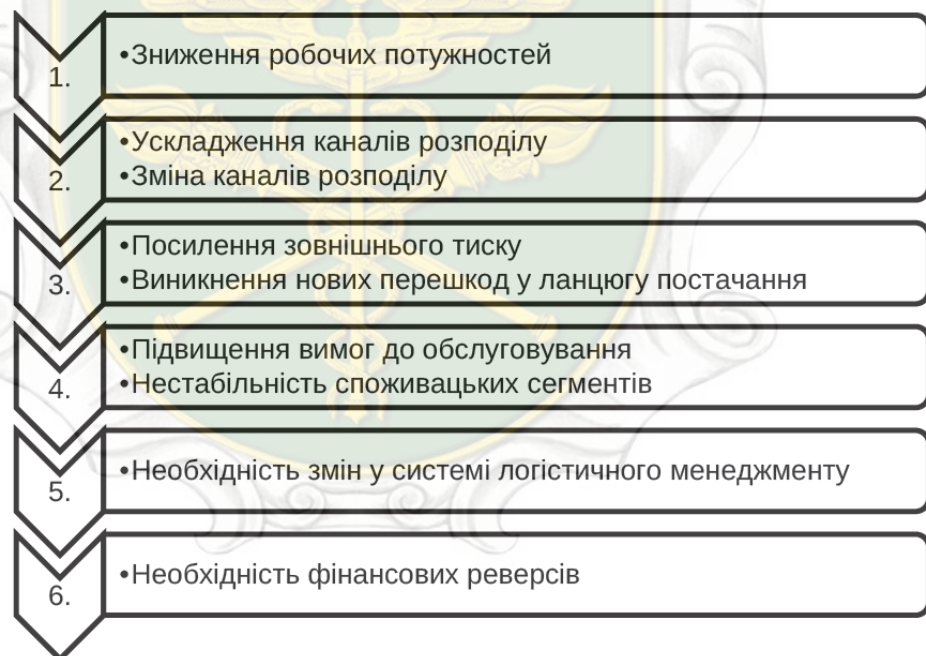 1.
•Зниження робочих потужностей
2.
•Ускладження каналів розподілу
•Зміна каналів розподілу
3.
•Посилення зовнішнього тиску
•Виникнення нових перешкод у ланцюгу постачання
4.
•Підвищення вимог до обслуговування
•Нестабільність споживацьких сегментів
5.
•Необхідність змін у системі логістичного менеджменту
6.
•Необхідність фінансових реверсів